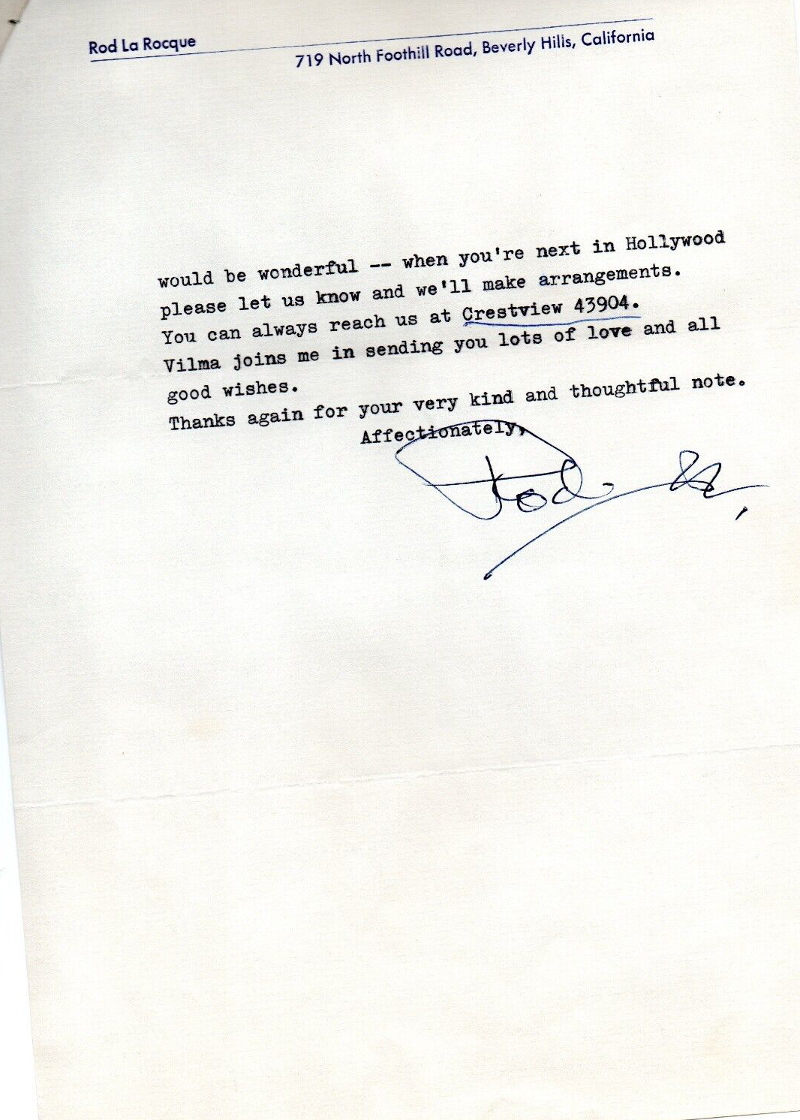 Rod La Rocque
719 North Foothill Road, Beverly Hills, California
would be wonderful -- when you're next in Hollywood
please let us know and we'll make arrangements.
You can always reach us at Crestview 43904.
Vilma joins me in sending you lots of love and all
good wishes.
Thanks again for your very kind and thoughtful note.
Affectionately,
Rod